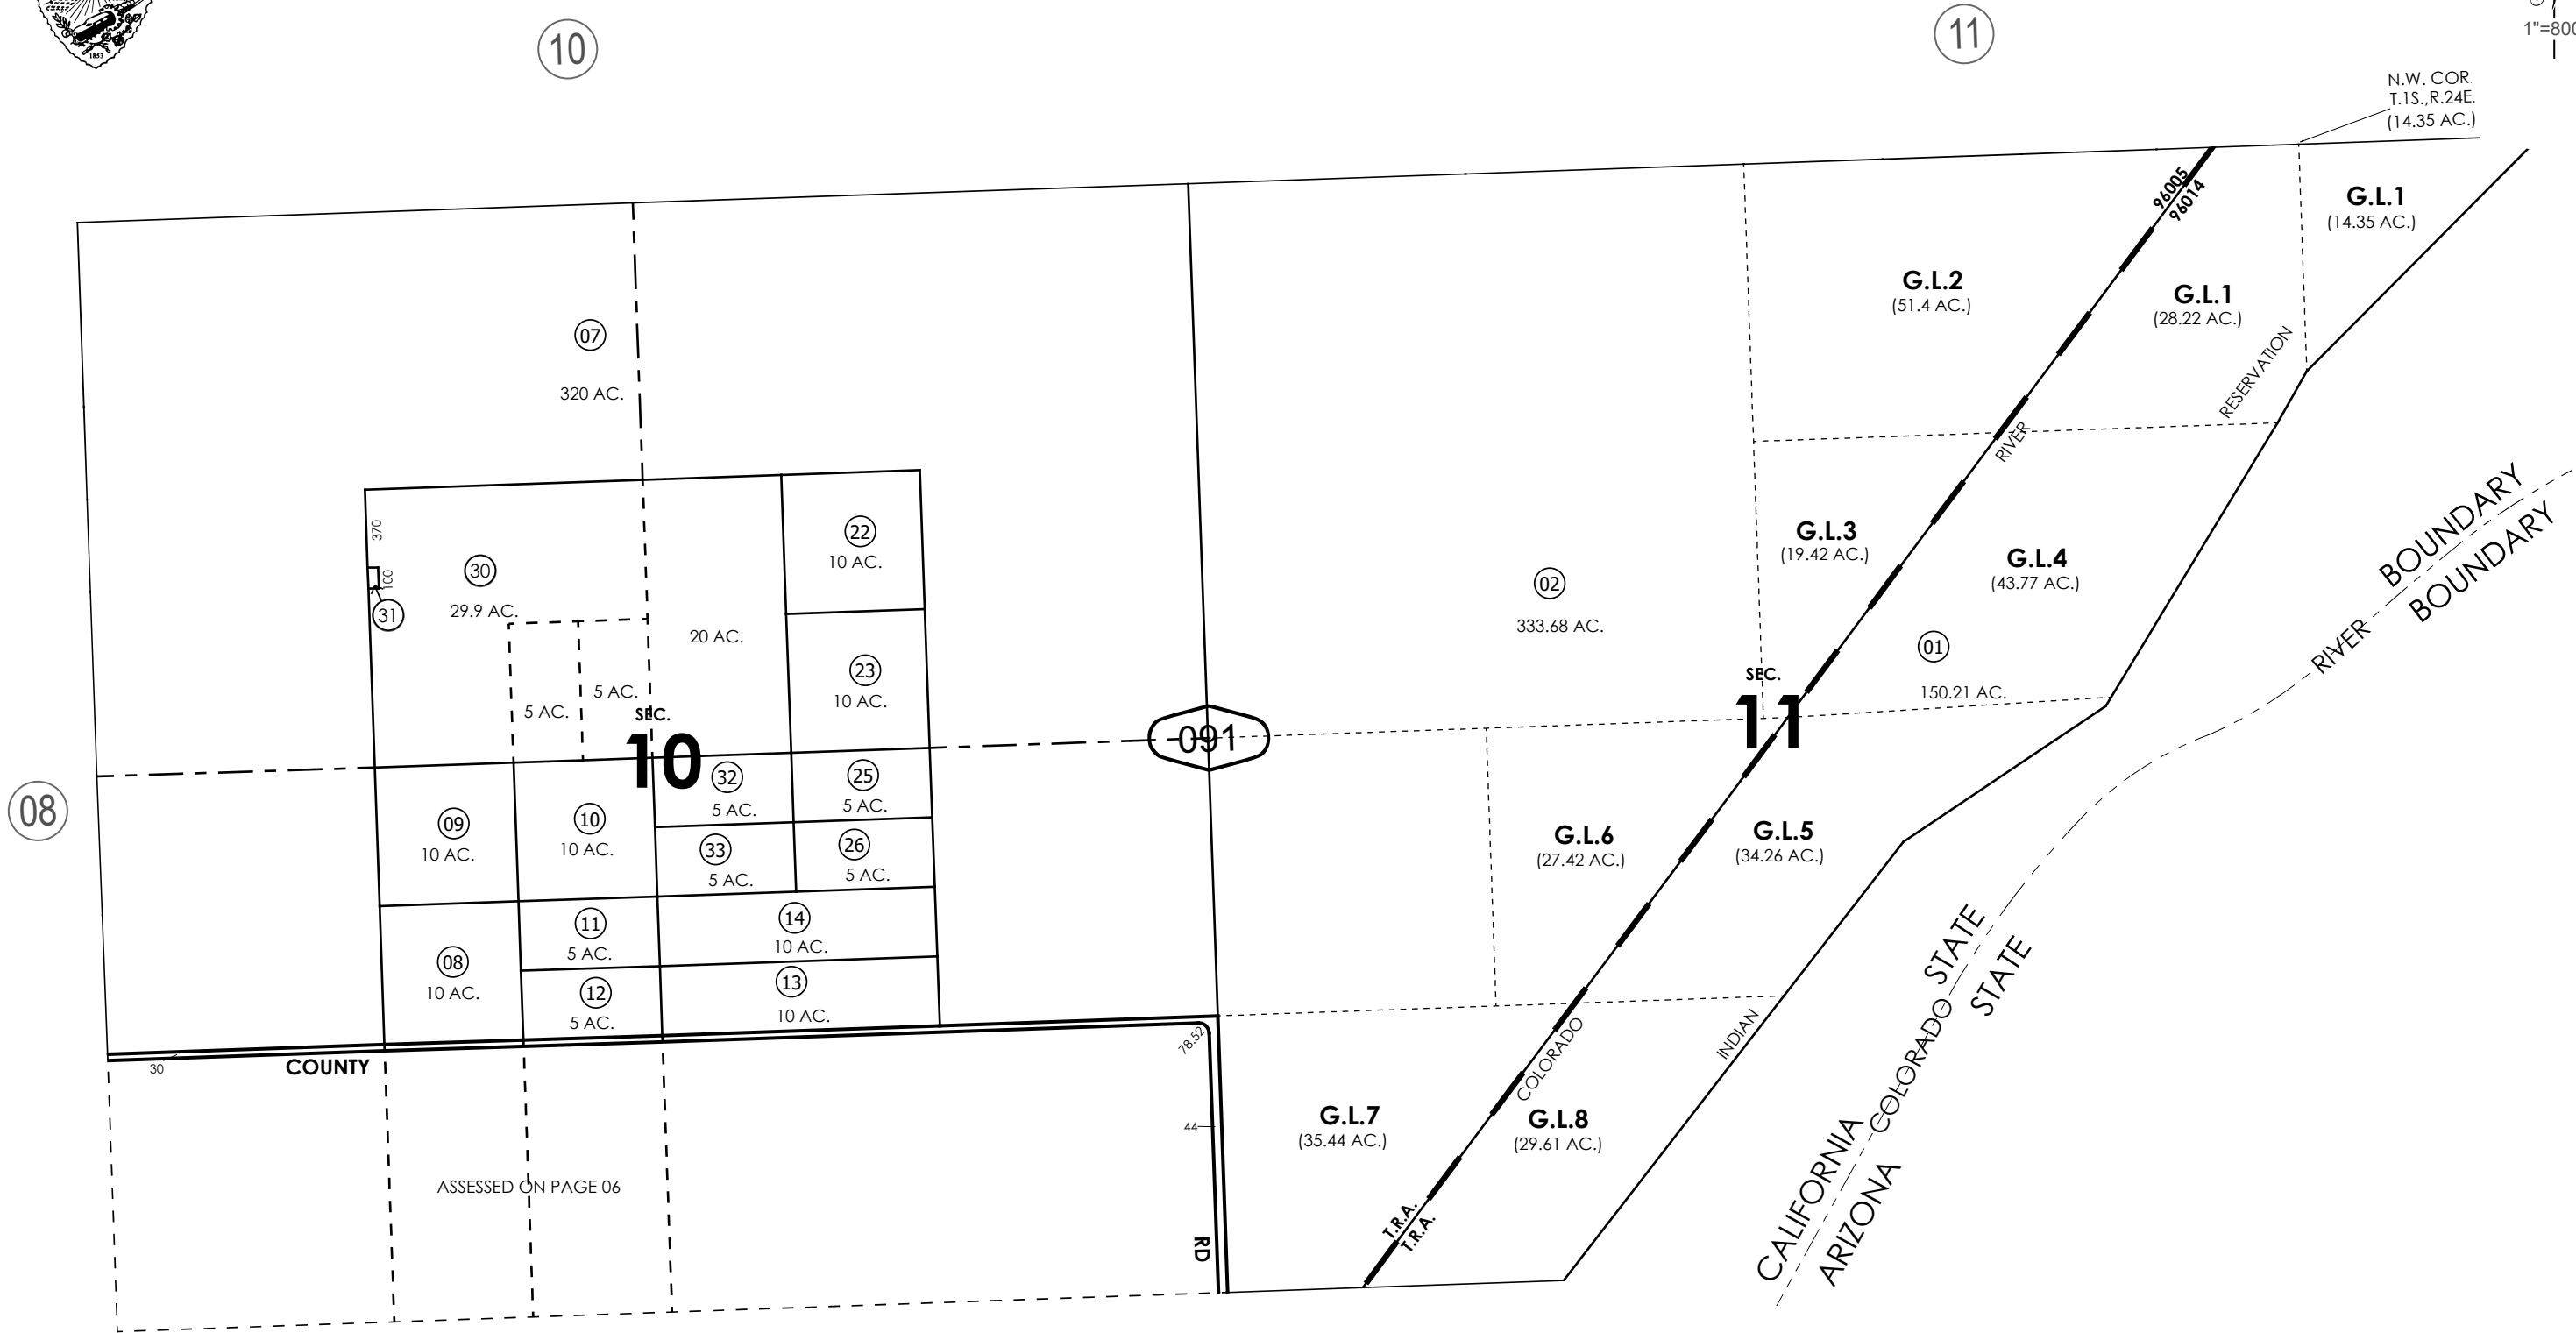 1853
10
11
1"=800
N.W. COR.
T.1S.,R.24E.
(14.35 AC.)
96005
96014
G.L.1
(14.35 AC.)
G.L.2
(51.4 AC.)
G.L.1
(28.22 AC.)
07
320 AC.
RESERVATION
RIVER
370
22
10 AC.
G.L.3
(19.42 AC.)
G.L.4
(43.77 AC.)
BOUNDARY
BOUNDARY
100
30
29.9 AC.
31
02
333.68 AC.
20 AC.
01
150.21 AC.
RIVER
23
10 AC.
5 AC.
5 AC.
SEC.
10
SEC.
11
091
08
32
5 AC.
25
5 AC.
09
10 AC.
10
10 AC.
33
5 AC.
26
5 AC.
G.L.6
(27.42 AC.)
G.L.5
(34.26 AC.)
11
5 AC.
14
10 AC.
08
10 AC.
12
5 AC.
13
10 AC.
STATE
STATE
COLORADO
INDIAN
COLORADO
78.52
30
COUNTY
44
G.L.7
(35.44 AC.)
G.L.8
(29.61 AC.)
ASSESSED ON PAGE 06
CALIFORNIA
ARIZONA
T.R.A.
T.R.A.
RD